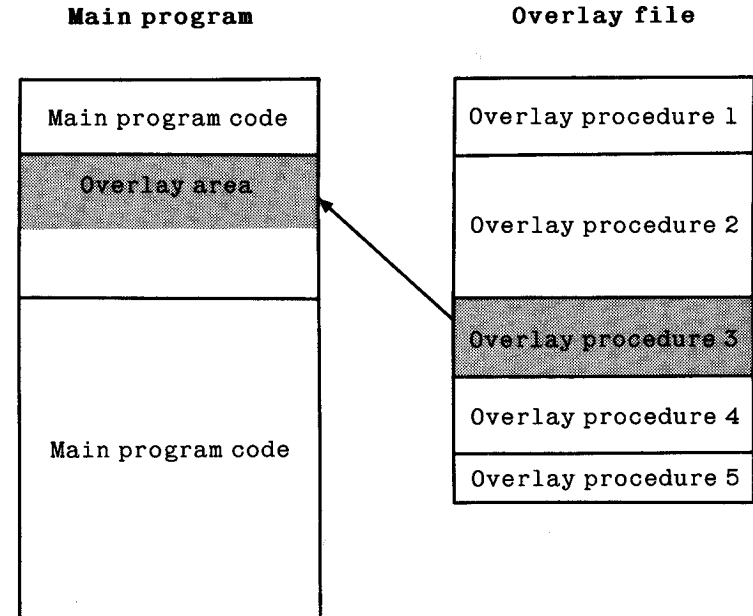 Main program
Overlay file
Main program code
Overlay area
Main program code
Overlay procedure 1
Overlay procedure 2
Overlay procedure 3
Overlay procedure 4
Overlay procedure 5